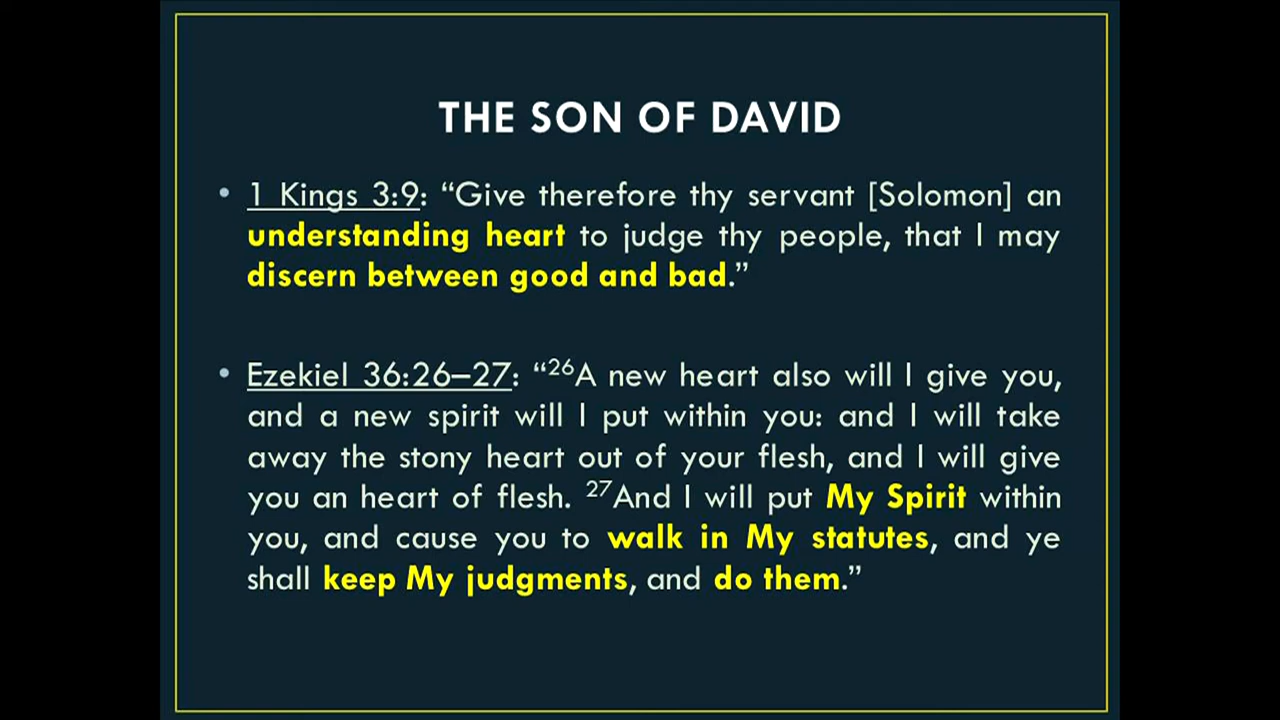 THE SON OF DAVID
• 1 Kings 3:9: “Give therefore thy servant [Solomon] an
understanding heart to judge thy people, that I may
discern between good and bad.”
• Ezekiel 36:26–27: “26A new heart also will I give you,
and a new spirit will I put within you: and I will take
away the stony heart out of your flesh, and I will give
you an heart of flesh. 27And I will put My Spirit within
you, and cause you to walk in My statutes, and ye
shall keep My judgments, and do them.”